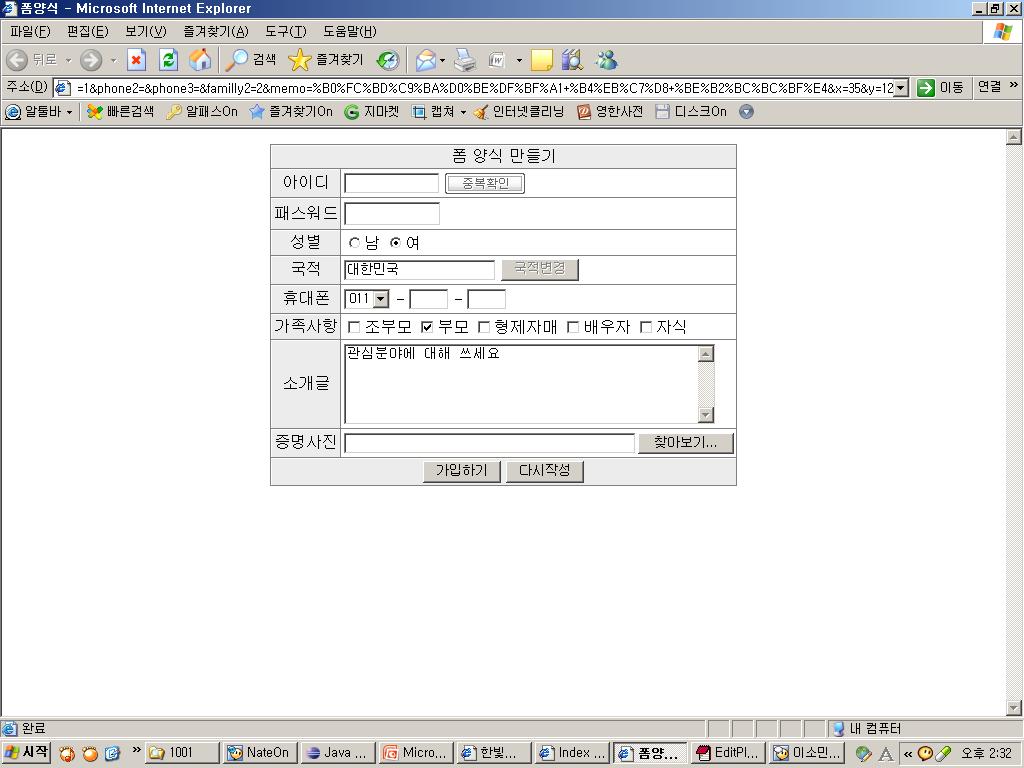 폼양식 - Microsoft Internet Explorer
파일(F) 편집(E) 보기(V) 즐겨찾기(A) 도구(T) 도움말(H)
뒤로 검색 즐겨찾기
주소(D) =1&phone2=&phone3=&familly2=2&memo=%B0%FC%BD%C9%BA%D0%BE%DF%BF%A1+%B4%EB%C7%D8+%BE%B2%BC%BC%BF%E4&x=35&y=12 이동 연결 »
알툴바 빠른검색 알패스On 즐겨찾기On 지마켓 캡쳐 인터넷클리닝 영한사전 디스크On
폼 양식 만들기
아이디 중복확인
패스워드
성별 남 여
국적 대한민국 국적변경
휴대폰 011 - -
가족사항 조부모 부모 형제자매 배우자 자식
소개글 관심분야에 대해 쓰세요
증명사진 찾아보기...
가입하기 다시작성
완료 내 컴퓨터
시작 » 1001 NateOn Java ... Micro... 한빛... Index ... 폼양... EditPl... 이소민... A « 오후 2:32